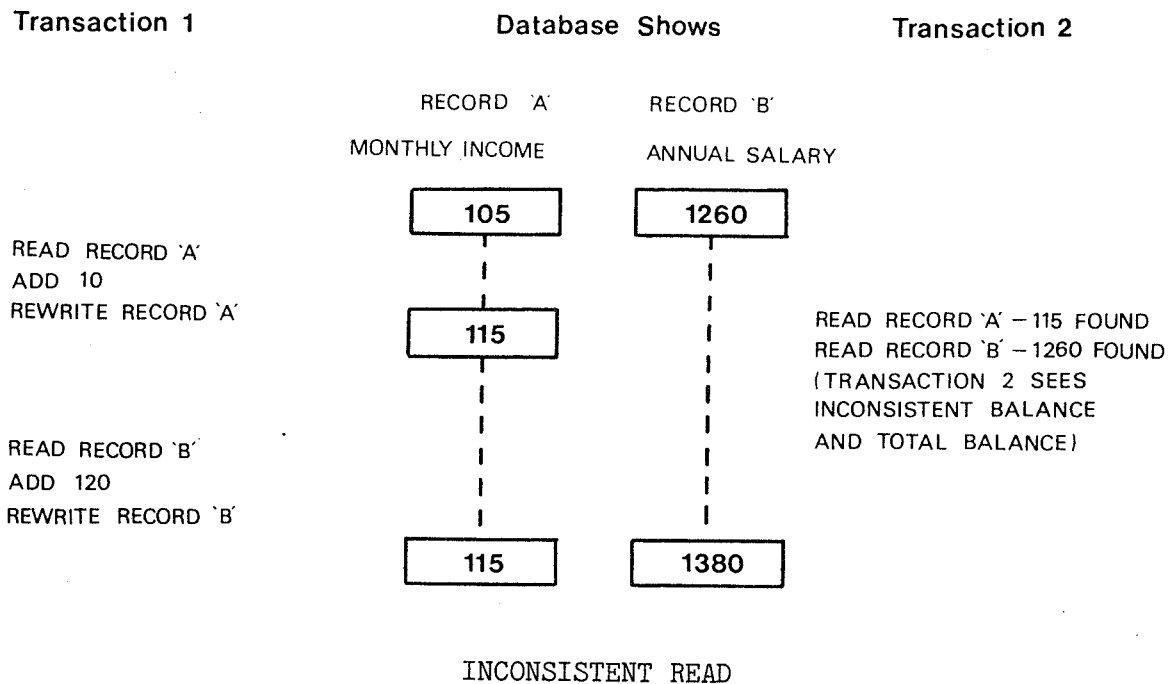 Transaction 1
Database Shows
Transaction 2
RECORD `A´
RECORD `B´
MONTHLY INCOME
ANNUAL SALARY
105
1260
READ RECORD `A´
ADD 10
REWRITE RECORD `A´
115
READ RECORD `A´ – 115 FOUND
READ RECORD `B´ – 1260 FOUND
(TRANSACTION 2 SEES
INCONSISTENT BALANCE
AND TOTAL BALANCE)
READ RECORD `B´
ADD 120
REWRITE RECORD `B´
115
1380
INCONSISTENT READ